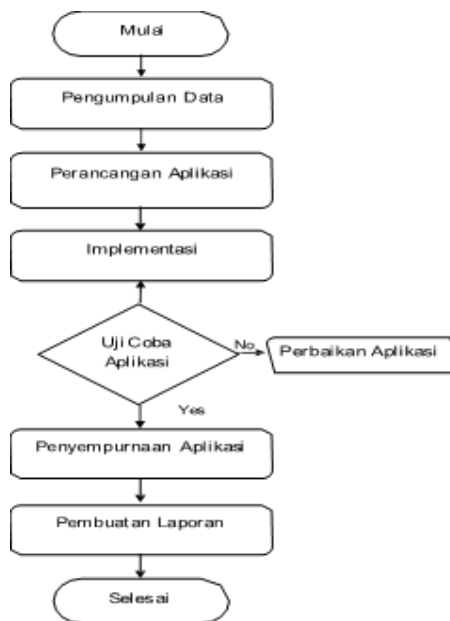 Mulai
Pengumpulan Data
Perancangan Aplikasi
Implementasi
Uji Coba
Aplikasi
No
Perbaikan Aplikasi
Yes
Penyempurnaan Aplikasi
Pembuatan Laporan
Selesai